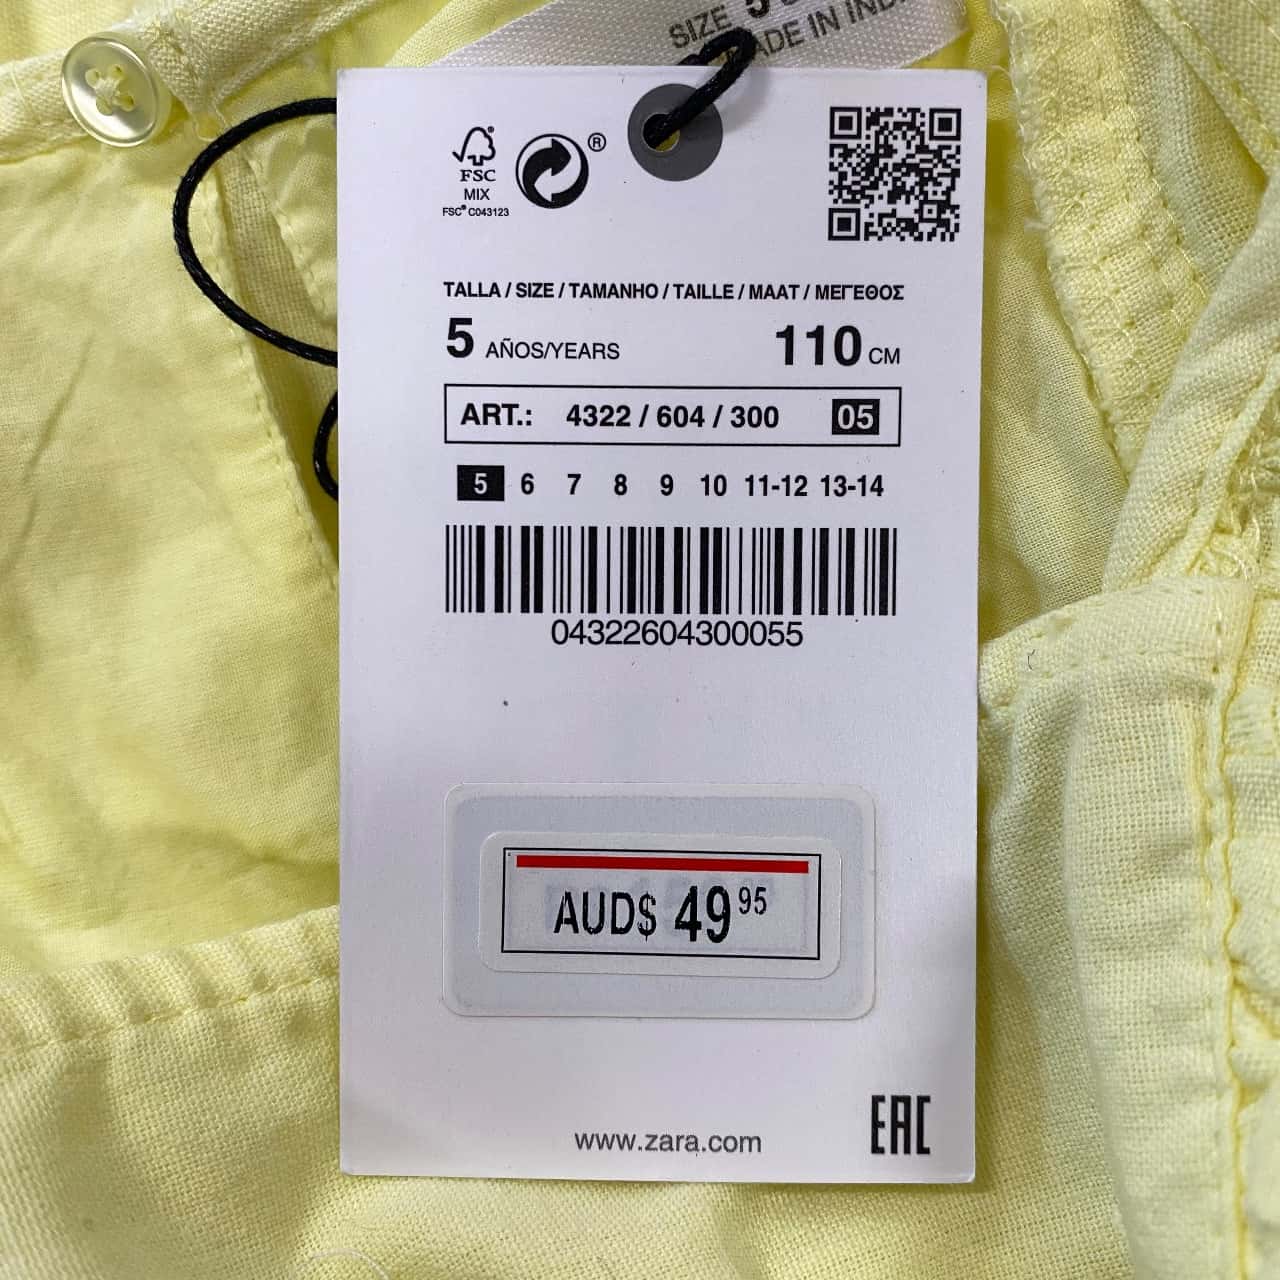 SIZE 5
MADE IN INDIA
FSC
MIX
FSC® C043123
®
TALLA / SIZE / TAMANHO / TAILLE / MAAT / ΜΕΓΕΘΟΣ
5 AÑOS/YEARS 110 CM
ART.: 4322 / 604 / 300 05
5 6 7 8 9 10 11-12 13-14
04322604300055
AUD$ 49 95
www.zara.com
EAC